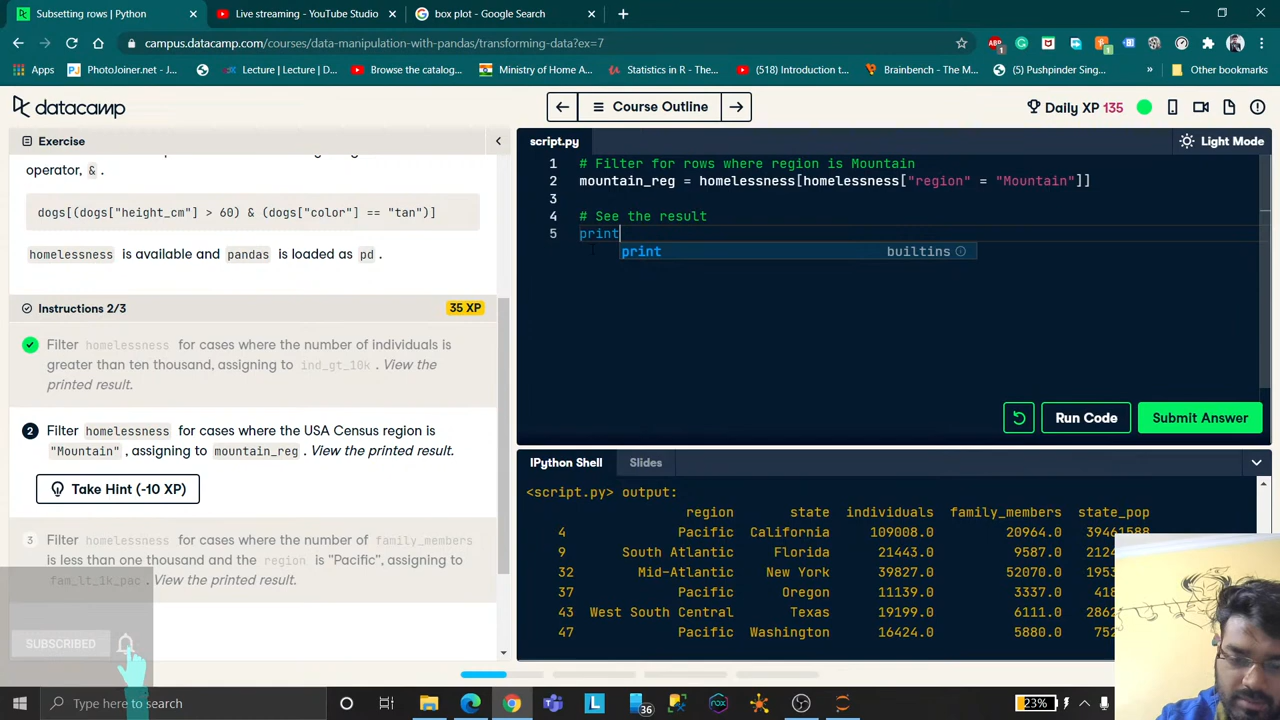 Subsetting rows | Python
Live streaming - YouTube Studio
box plot - Google Search
campus.datacamp.com/courses/data-manipulation-with-pandas/transforming-data?ex=7
Apps
PhotoJoiner.net - J...
Lecture | Lecture | D...
Browse the catalog...
Ministry of Home A...
Statistics in R - The...
(518) Introduction t...
Brainbench - The M...
(5) Pushpinder Sing...
Other bookmarks
datacamp
Course Outline
Daily XP 135
Exercise
operator, & .
dogs[(dogs["height_cm"] > 60) & (dogs["color"] == "tan")]
homelessness is available and pandas is loaded as pd .
Instructions 2/3
35 XP
Filter homelessness for cases where the number of individuals is
greater than ten thousand, assigning to ind_gt_10k . View the
printed result.
2
Filter homelessness for cases where the USA Census region is
"Mountain" , assigning to mountain_reg . View the printed result.
Take Hint (-10 XP)
3
Filter homelessness for cases where the number of family_members
is less than one thousand and the region is "Pacific", assigning to
fam_lt_1k_pac . View the printed result.
SUBSCRIBED
script.py
Light Mode
1 # Filter for rows where region is Mountain
2 mountain_reg = homelessness[homelessness["region" = "Mountain"]]
3
4 # See the result
5 print
print builtins
Run Code
Submit Answer
IPython Shell
Slides
<script.py> output:
region state individuals family_members state_pop
4 Pacific California 109008.0 20964.0 39461588
9 South Atlantic Florida 21443.0 9587.0 2124
32 Mid-Atlantic New York 39827.0 52070.0 1953
37 Pacific Oregon 11139.0 3337.0 418
43 West South Central Texas 19199.0 6111.0 2862
47 Pacific Washington 16424.0 5880.0 752
Type here to search
36
23%